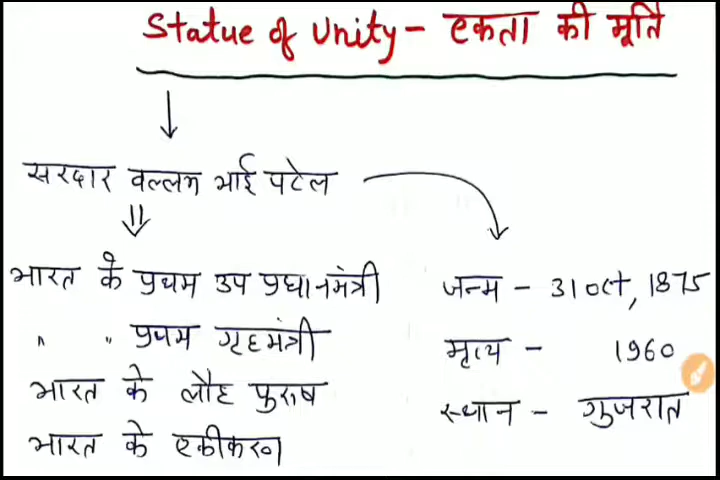 Statue of Unity - एकता की मूर्ति
सरदार वल्लभ भाई पटेल
भारत के प्रथम उप प्रधानमंत्री
" " प्रथम गृहमंत्री
भारत के लौह पुरुष
भारत के एकीकरण
जन्म - 31 oct, 1875
मृत्य - 1960
स्थान - गुजरात